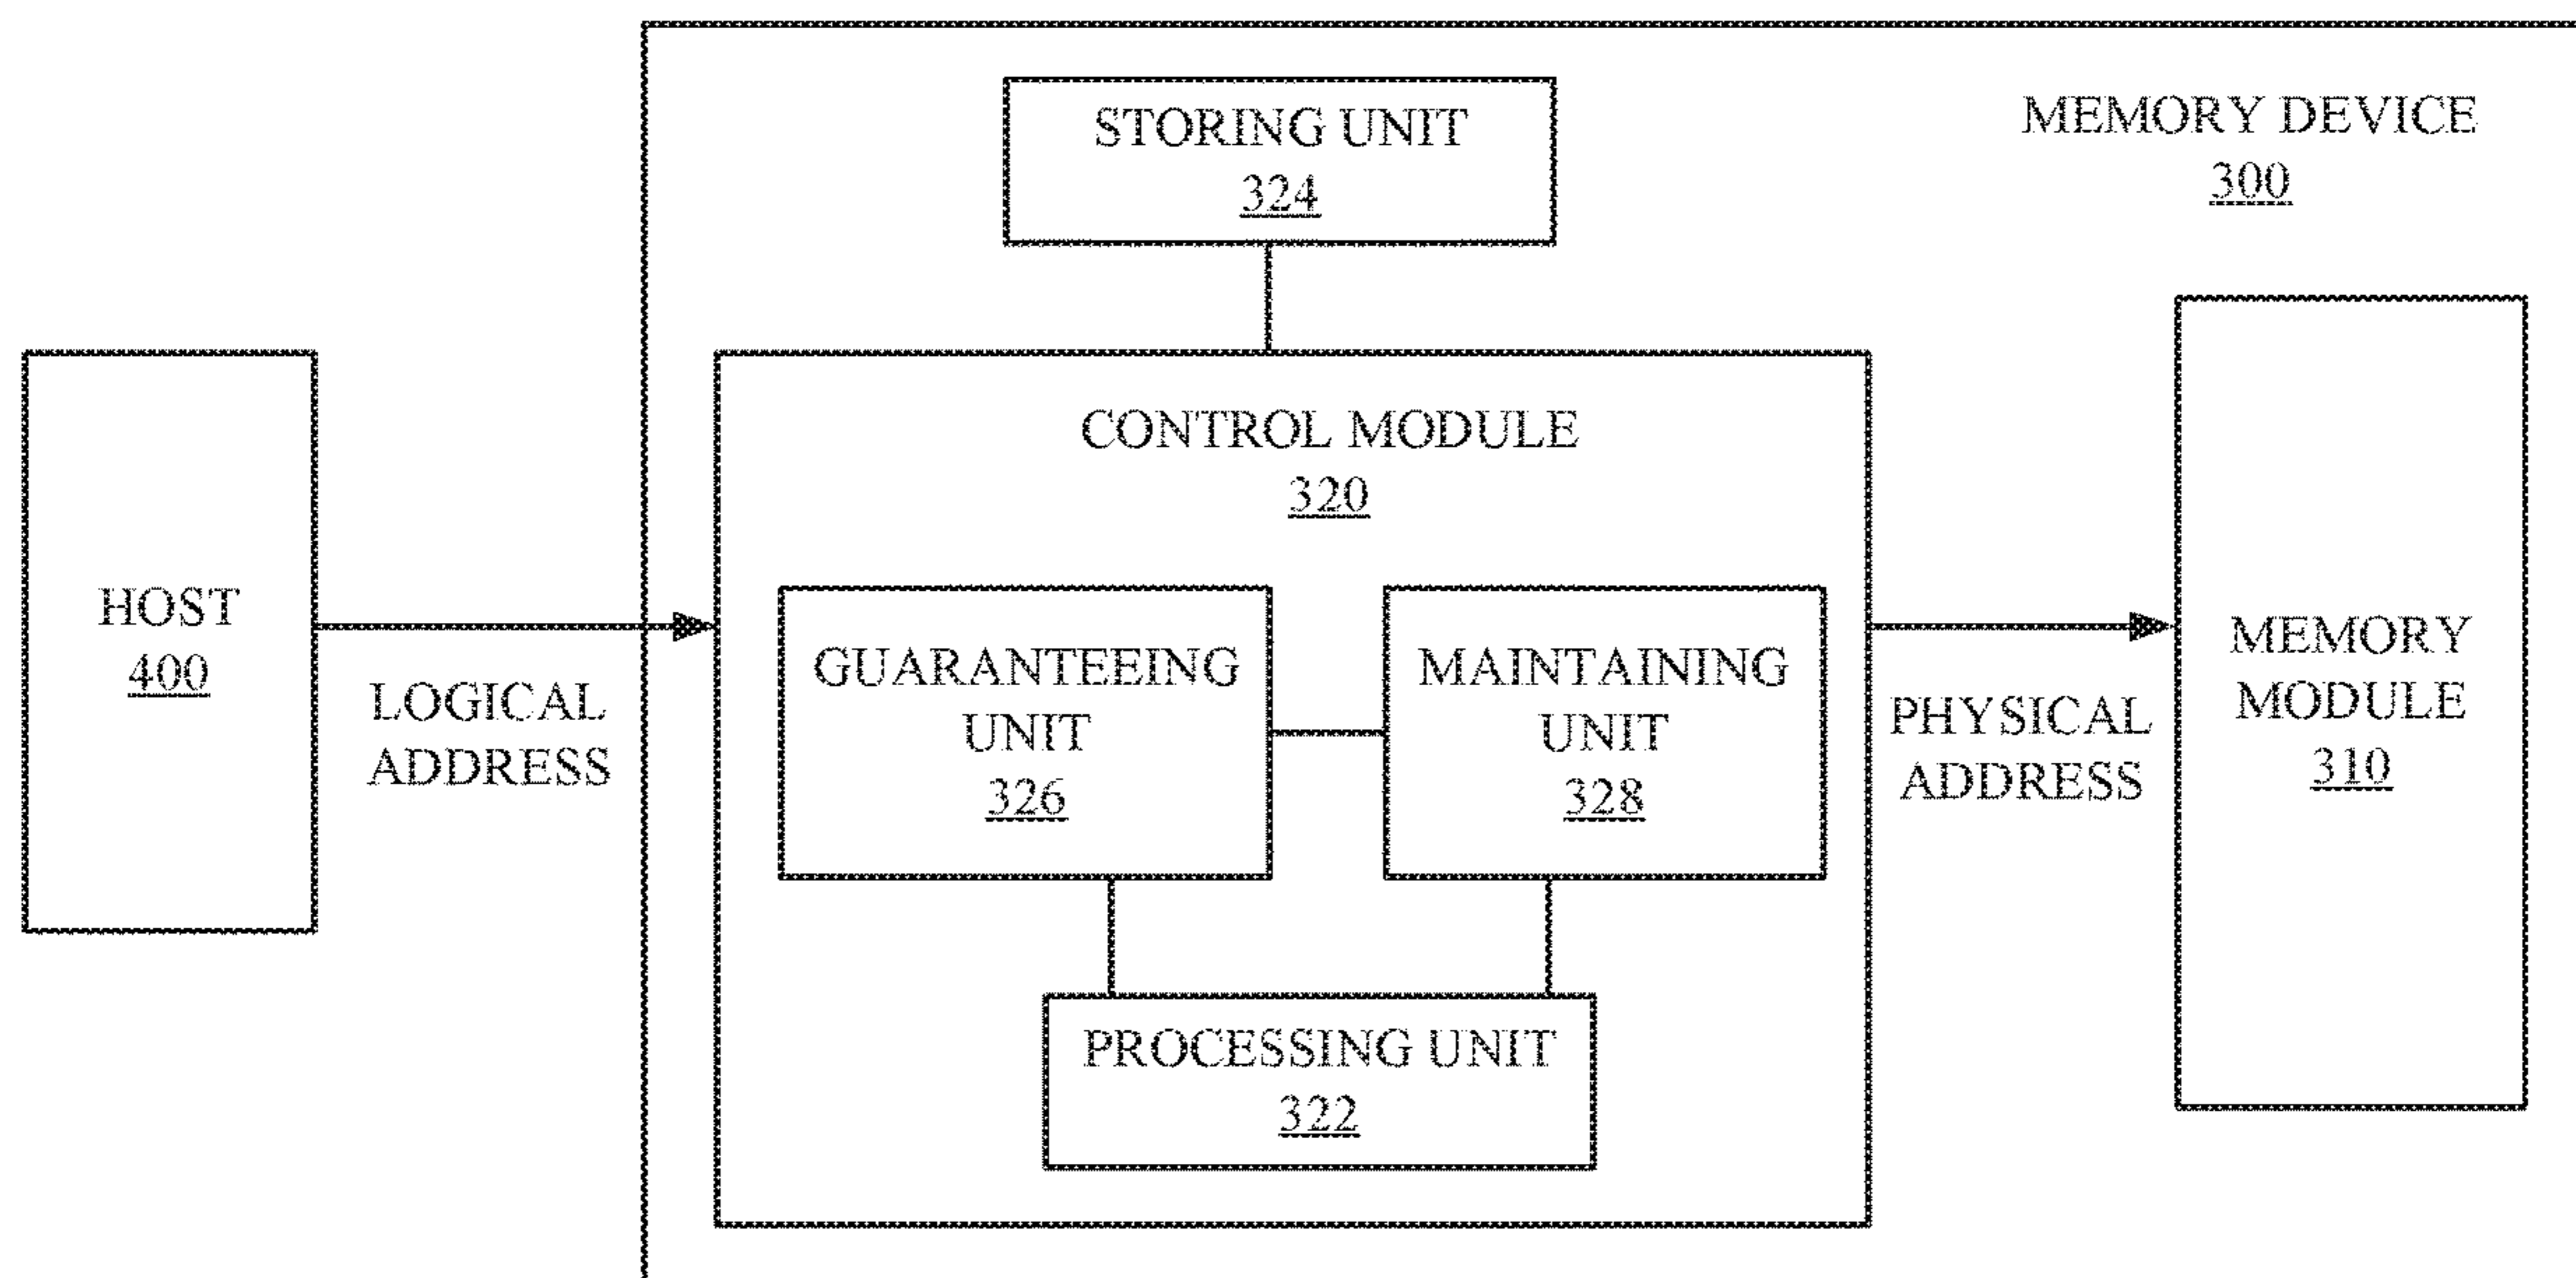 STORING UNIT
324
MEMORY DEVICE
300
CONTROL MODULE
320
HOST
400
LOGICAL
ADDRESS
GUARANTEEING
UNIT
326
MAINTAINING
UNIT
328
PHYSICAL
ADDRESS
MEMORY
MODULE
310
PROCESSING UNIT
322